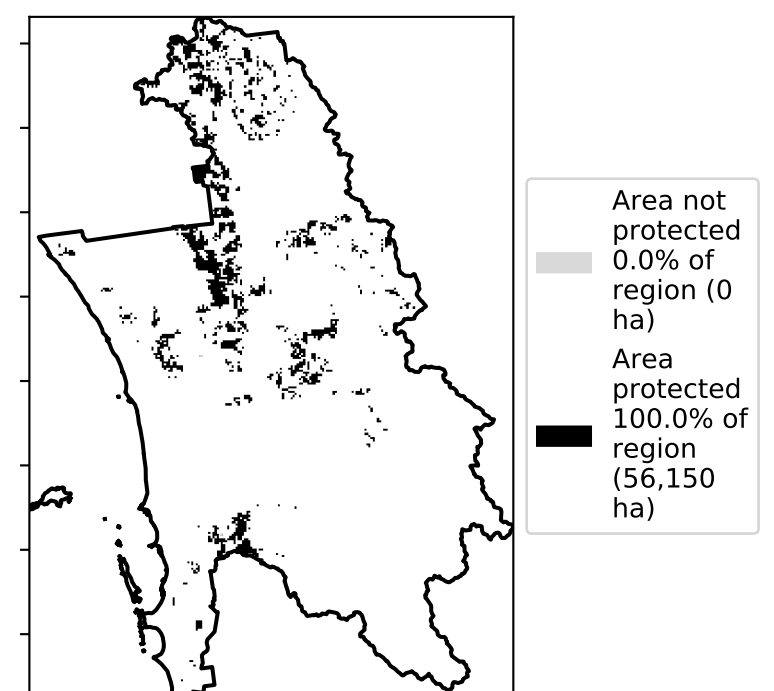 Area not
protected
0.0% of
region (0
ha)
Area
protected
100.0% of
region
(56,150
ha)